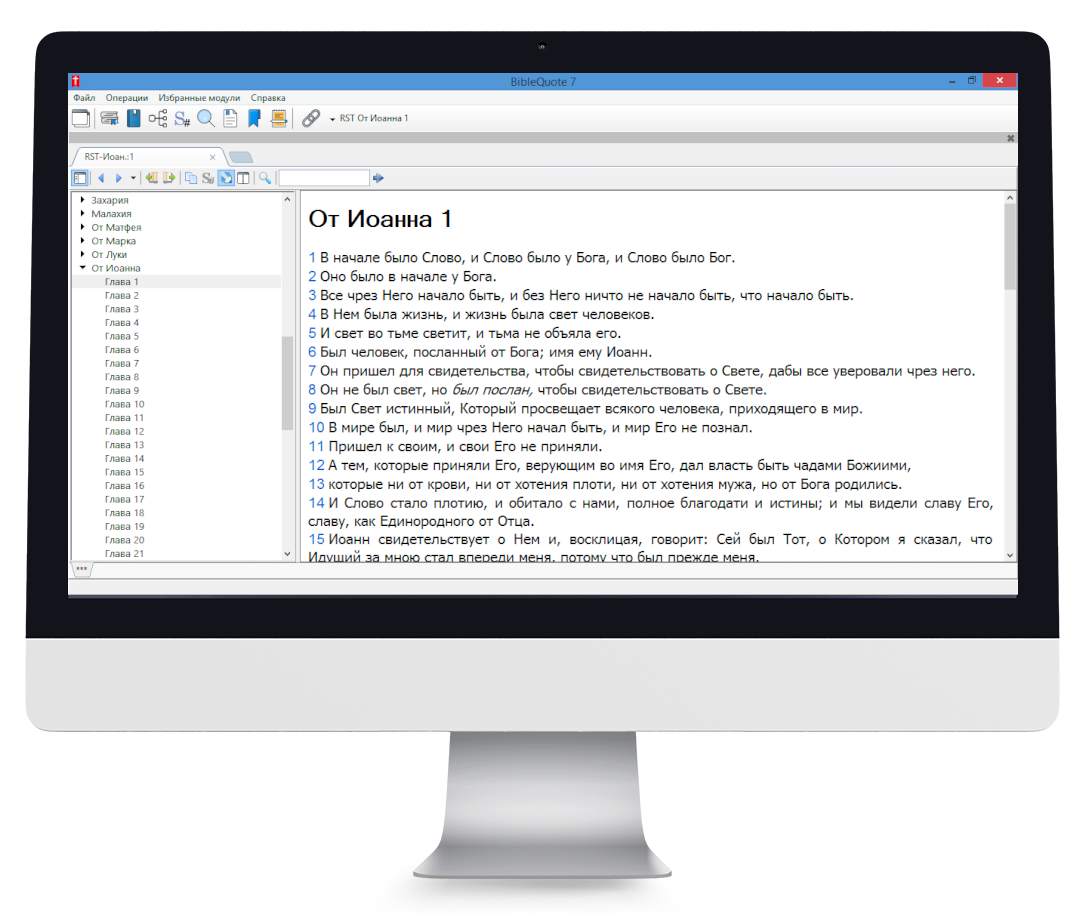 BibleQuote 7
Файл Операции Избранные модули Справка
S# RST От Иоанна 1
RST-Иоан.:1
S#
Захария
Малахия
От Матфея
От Марка
От Луки
От Иоанна
Глава 1
Глава 2
Глава 3
Глава 4
Глава 5
Глава 6
Глава 7
Глава 8
Глава 9
Глава 10
Глава 11
Глава 12
Глава 13
Глава 14
Глава 15
Глава 16
Глава 17
Глава 18
Глава 19
Глава 20
Глава 21
От Иоанна 1
1 В начале было Слово, и Слово было у Бога, и Слово было Бог.
2 Оно было в начале у Бога.
3 Все чрез Него начало быть, и без Него ничто не начало быть, что начало быть.
4 В Нем была жизнь, и жизнь была свет человеков.
5 И свет во тьме светит, и тьма не объяла его.
6 Был человек, посланный от Бога; имя ему Иоанн.
7 Он пришел для свидетельства, чтобы свидетельствовать о Свете, дабы все уверовали чрез него.
8 Он не был свет, но был послан, чтобы свидетельствовать о Свете.
9 Был Свет истинный, Который просвещает всякого человека, приходящего в мир.
10 В мире был, и мир чрез Него начал быть, и мир Его не познал.
11 Пришел к своим, и свои Его не приняли.
12 А тем, которые приняли Его, верующим во имя Его, дал власть быть чадами Божиими,
13 которые ни от крови, ни от хотения плоти, ни от хотения мужа, но от Бога родились.
14 И Слово стало плотию, и обитало с нами, полное благодати и истины; и мы видели славу Его,
славу, как Единородного от Отца.
15 Иоанн свидетельствует о Нем и, восклицая, говорит: Сей был Тот, о Котором я сказал, что
Идущий за мною стал впереди меня, потому что был прежде меня.